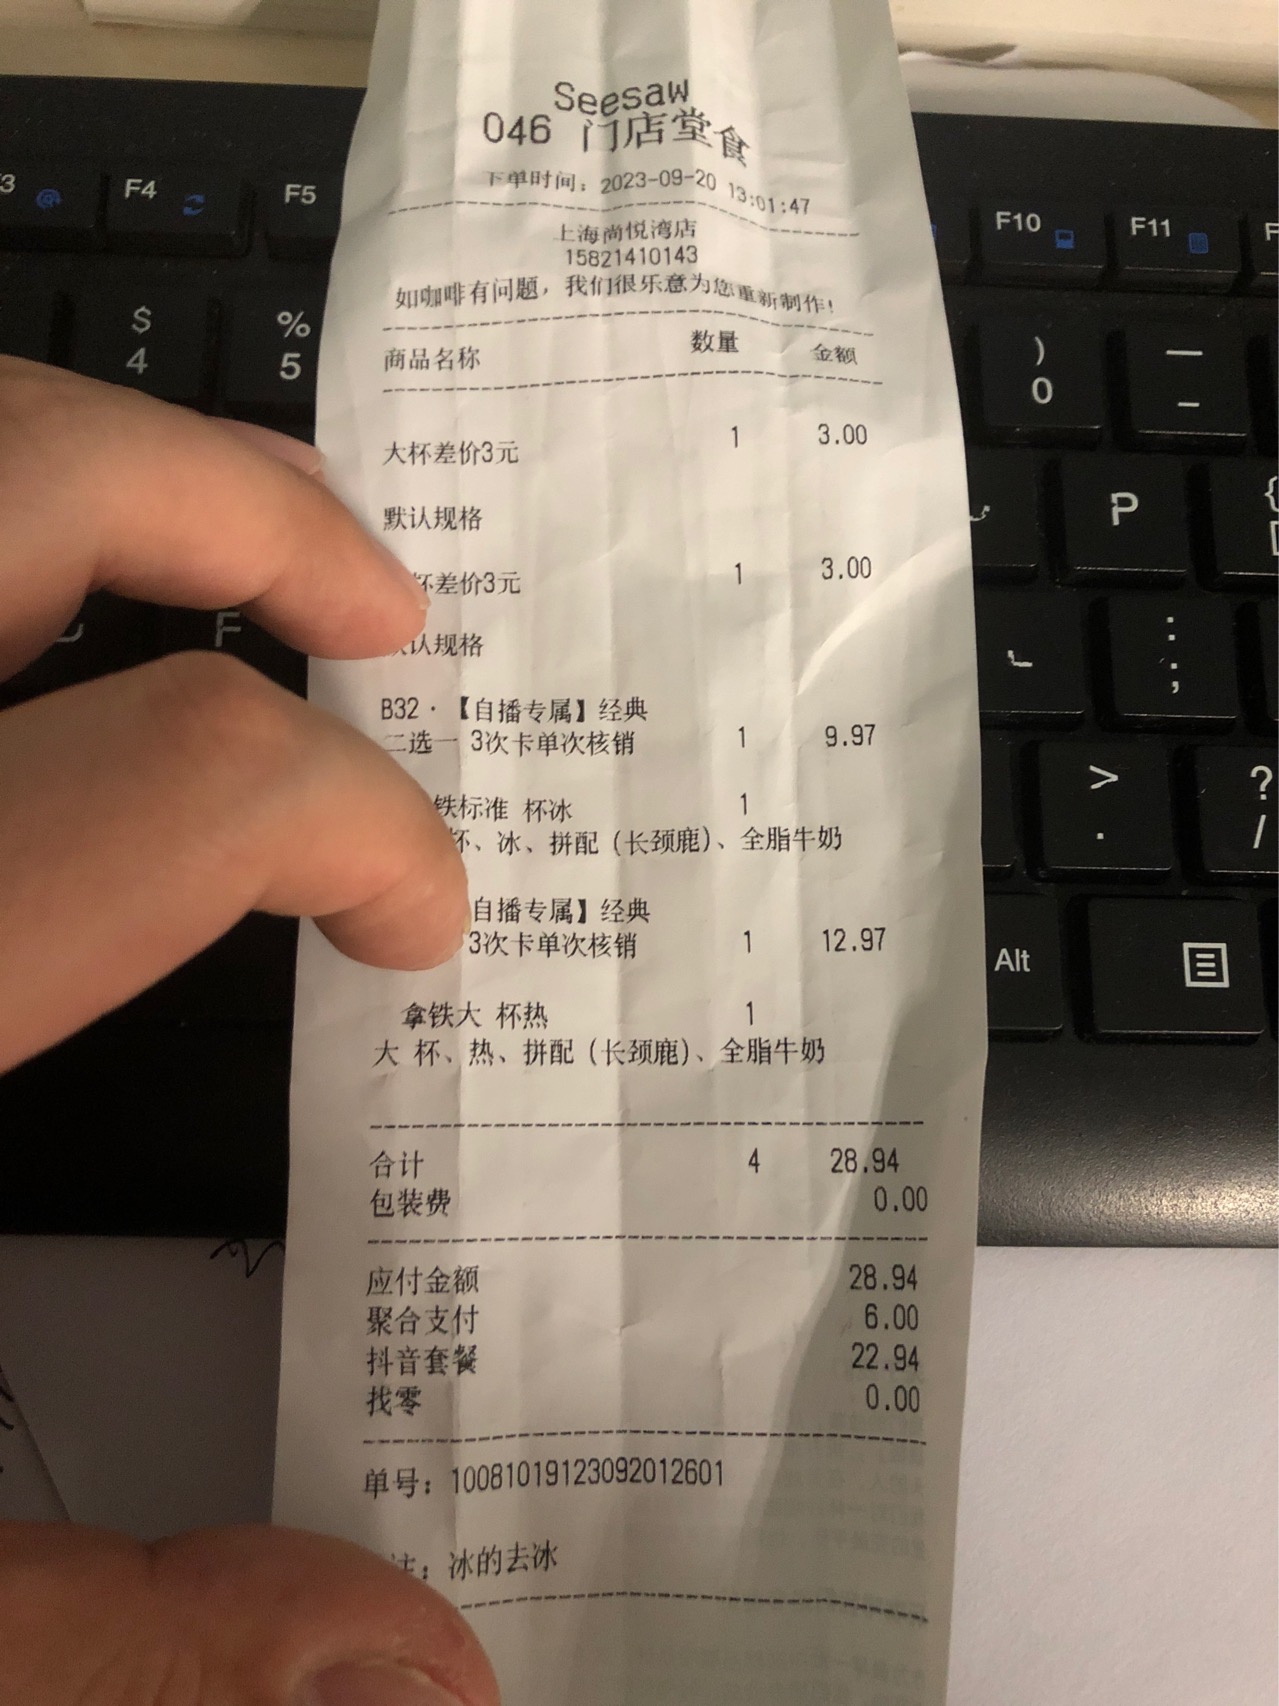 Seesaw
046 门店堂食
下单时间：2023-09-20 13:01:47
上海尚悦湾店
15821410143
如咖啡有问题，我们很乐意为您重新制作！
商品名称 数量 金额
大杯差价3元 1 3.00
默认规格
杯差价3元 1 3.00
认规格
B32·【自播专属】经典
二选一 3次卡单次核销 1 9.97
铁标准 杯冰 1
杯、冰、拼配（长颈鹿）、全脂牛奶
自播专属】经典
3次卡单次核销 1 12.97
拿铁大 杯热 1
大 杯、热、拼配（长颈鹿）、全脂牛奶
合计 4 28.94
包装费 0.00
应付金额 28.94
聚合支付 6.00
抖音套餐 22.94
找零 0.00
单号：10081019123092012601
注：冰的去冰
F4
F5
F10
F11
$
4
%
5
)
0
—
_
P
F
:
;
>
.
?
/
Alt